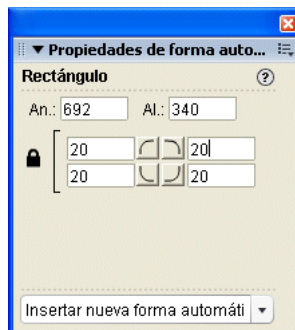 Propiedades de forma auto...
Rectángulo
An.: 692 Al.: 340
20 20
20 20
Insertar nueva forma automáti